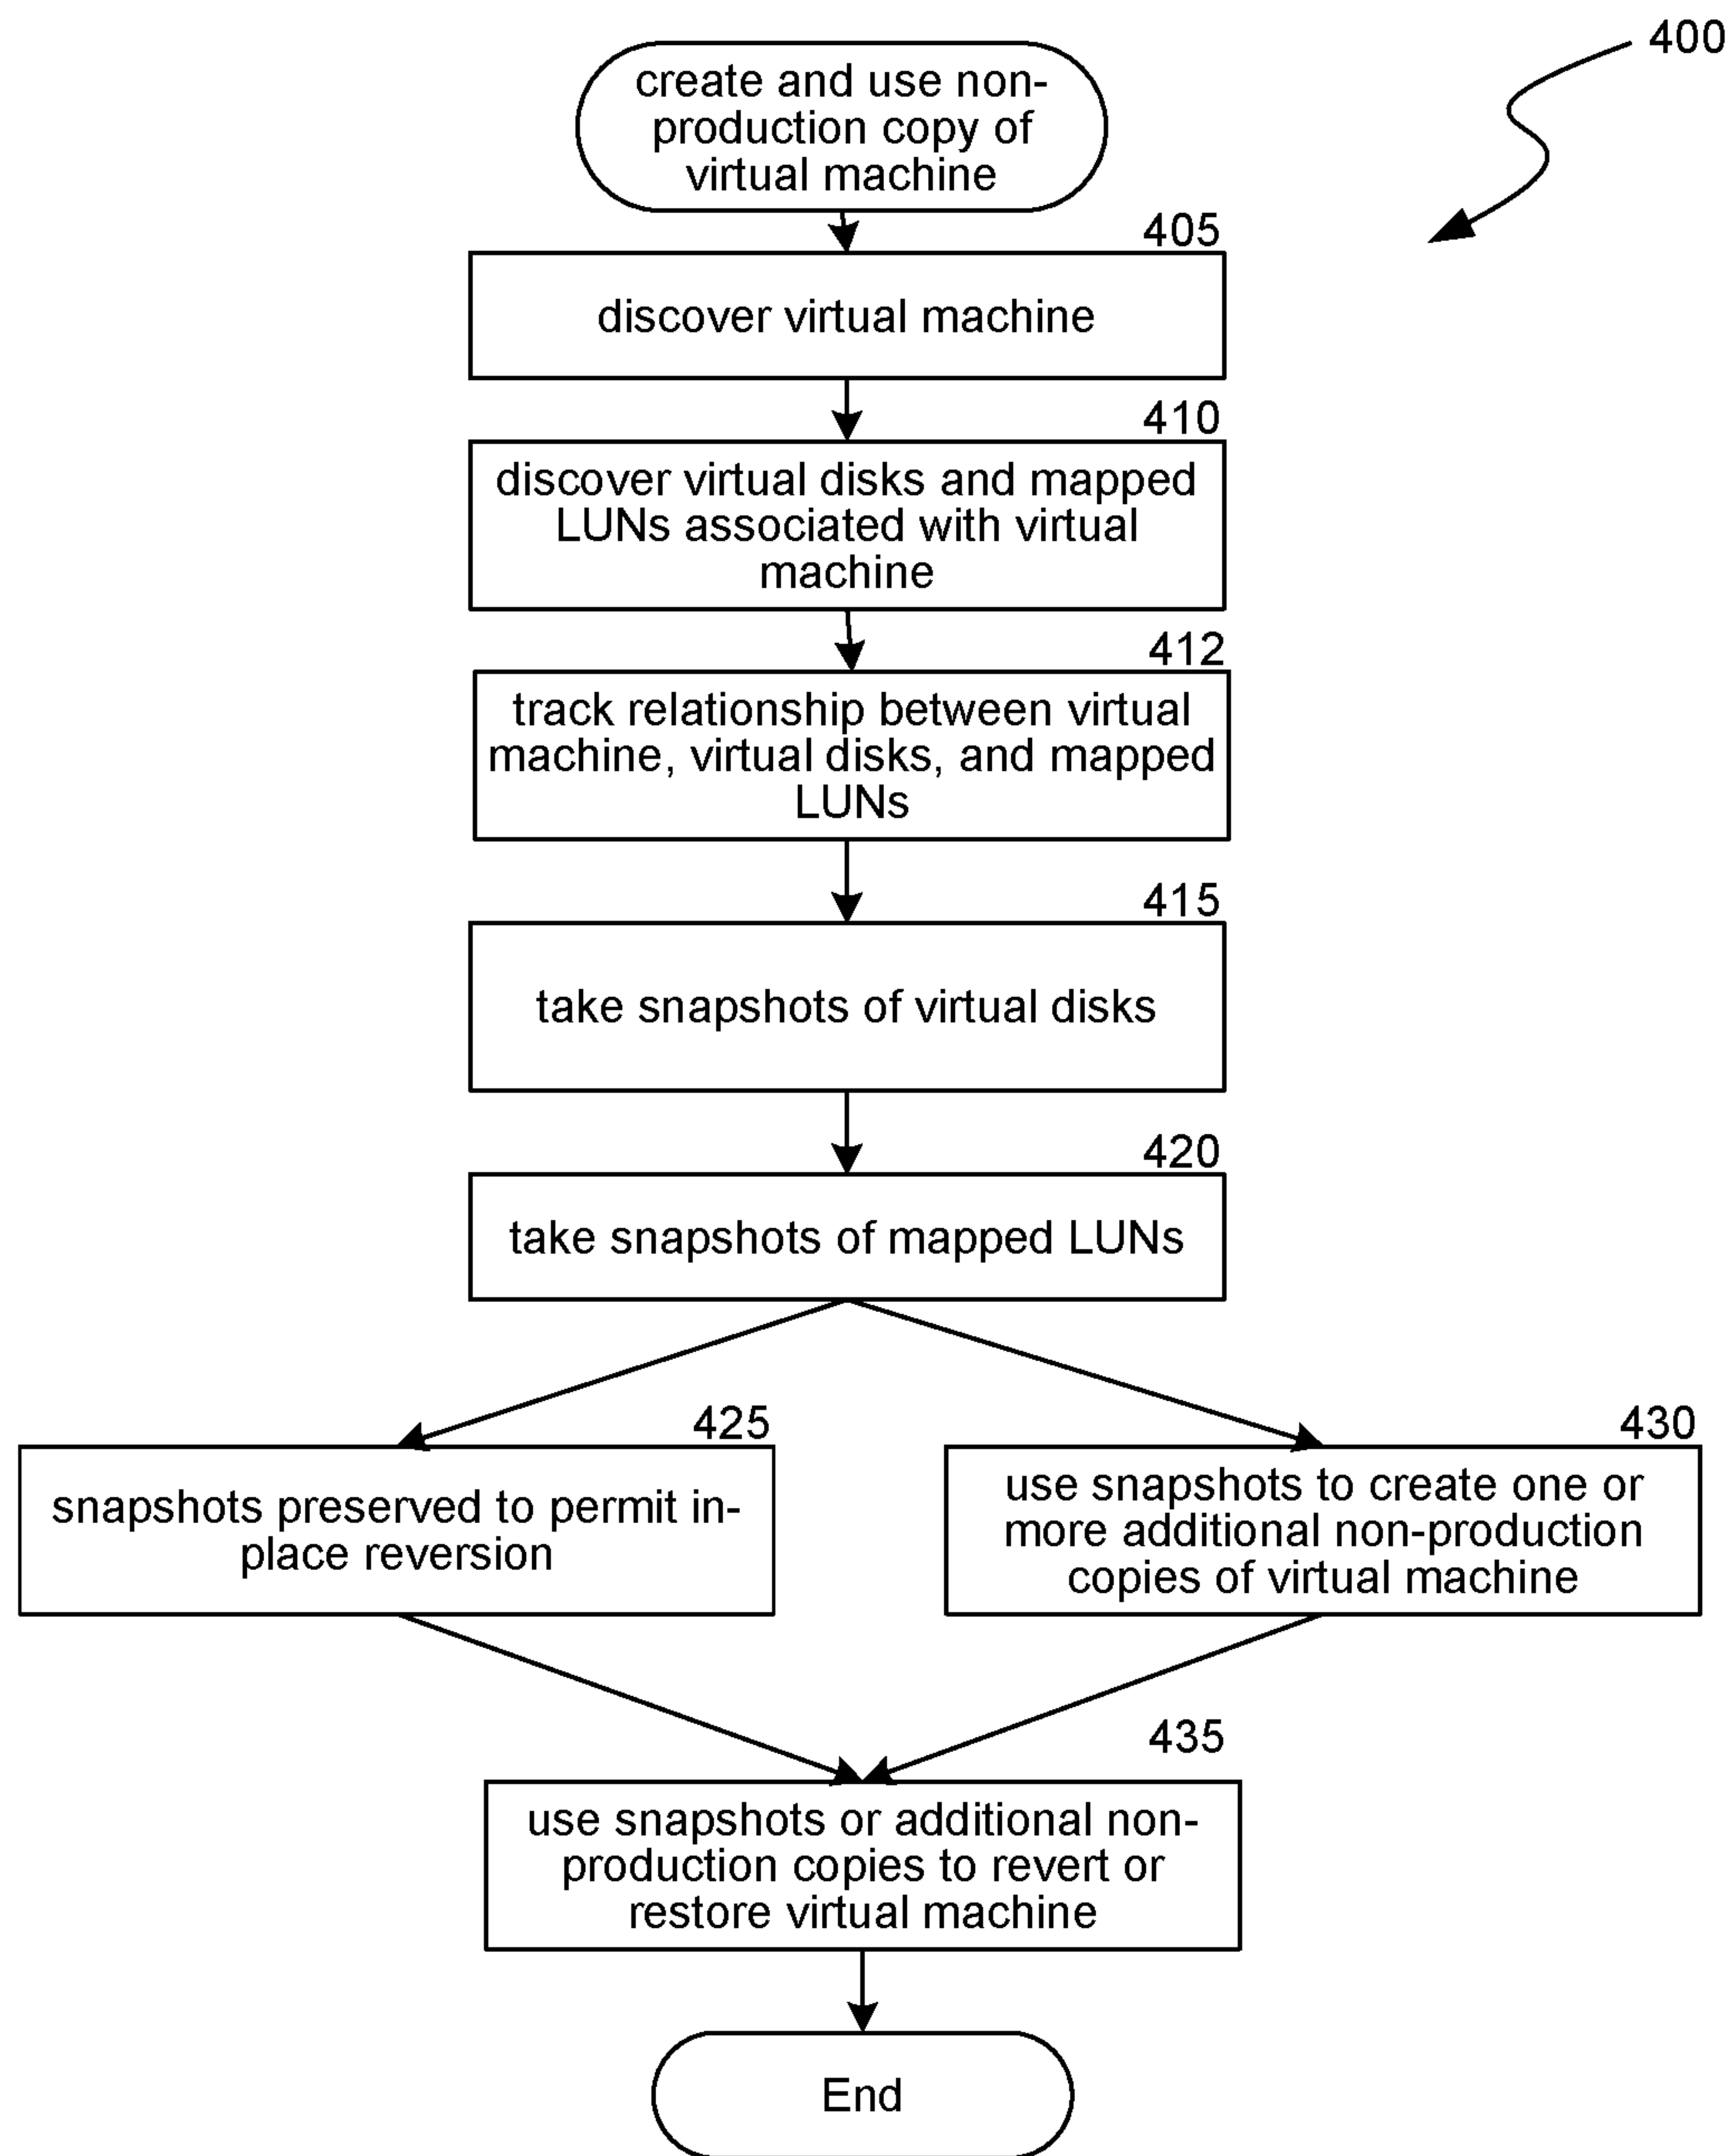 400
create and use non-
production copy of
virtual machine
405
discover virtual machine
410
discover virtual disks and mapped
LUNs associated with virtual
machine
412
track relationship between virtual
machine, virtual disks, and mapped
LUNs
415
take snapshots of virtual disks
420
take snapshots of mapped LUNs
425
snapshots preserved to permit in-
place reversion
430
use snapshots to create one or
more additional non-production
copies of virtual machine
435
use snapshots or additional non-
production copies to revert or
restore virtual machine
End